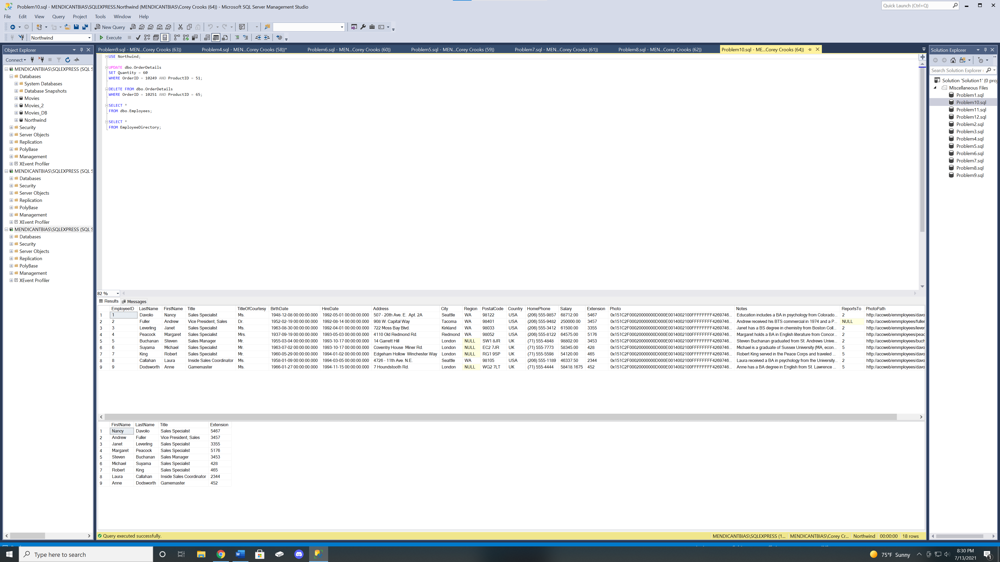 Problem10.sql - MENDICANTBIAS\SQLEXPRESS.Northwind (MENDICANTBIAS\Corey Crooks (64)) - Microsoft SQL Server Management Studio
Quick Launch (Ctrl+Q)
File Edit View Query Project Tools Window Help
New Query
Northwind Execute
Object Explorer
Connect
MENDICANTBIAS\SQLEXPRESS (SQL S
Databases
System Databases
Database Snapshots
Movies
Movies_2
Movies_DB
Northwind
Security
Server Objects
Replication
PolyBase
Management
XEvent Profiler
MENDICANTBIAS\SQLEXPRESS (SQL S
Databases
Security
Server Objects
Replication
PolyBase
Management
XEvent Profiler
MENDICANTBIAS\SQLEXPRESS (SQL S
Databases
Security
Server Objects
Replication
PolyBase
Management
XEvent Profiler
Problem9.sql - MEN...Corey Crooks (63)) Problem4.sql - MEN...Corey Crooks (58))* Problem6.sql - MEN...Corey Crooks (60)) Problem5.sql - MEN...Corey Crooks (59)) Problem7.sql - MEN...Corey Crooks (61)) Problem8.sql - MEN...Corey Crooks (62)) Problem10.sql - ME...Corey Crooks (64))
USE Northwind;
UPDATE dbo.OrderDetails
SET Quantity = 60
WHERE OrderID = 10249 AND ProductID = 51;
DELETE FROM dbo.OrderDetails
WHERE OrderID = 10251 AND ProductID = 65;
SELECT *
FROM dbo.Employees;
SELECT *
FROM EmployeeDirectory;
82 %
Results Messages
EmployeeID LastName FirstName Title TitleOfCourtesy BirthDate HireDate Address City Region PostalCode Country HomePhone Salary Extension Photo Notes ReportsTo PhotoPath
1 1 Davolio Nancy Sales Specialist Ms. 1948-12-08 00:00:00.000 1992-05-01 00:00:00.000 507 - 20th Ave. E. Apt. 2A Seattle WA 98122 USA (206) 555-9857 68712.00 5467 0x151C2F00020000000D000E0014002100FFFFFFFF4269746... Education includes a BA in psychology from Colorado... 2 http://accweb/emmployees/davo
2 2 Fuller Andrew Vice President, Sales Dr. 1952-02-19 00:00:00.000 1992-08-14 00:00:00.000 908 W. Capital Way Tacoma WA 98401 USA (206) 555-9482 250000.00 3457 0x151C2F00020000000D000E0014002100FFFFFFFF4269746... Andrew received his BTS commercial in 1974 and a P... NULL http://accweb/emmployees/fuller
3 3 Leverling Janet Sales Specialist Ms. 1963-08-30 00:00:00.000 1992-04-01 00:00:00.000 722 Moss Bay Blvd. Kirkland WA 98033 USA (206) 555-3412 61500.00 3355 0x151C2F00020000000D000E0014002100FFFFFFFF4269746... Janet has a BS degree in chemistry from Boston Coll... 2 http://accweb/emmployees/lever
4 4 Peacock Margaret Sales Specialist Mrs. 1937-09-19 00:00:00.000 1993-05-03 00:00:00.000 4110 Old Redmond Rd. Redmond WA 98052 USA (206) 555-8122 64575.00 5176 0x151C2F00020000000D000E0014002100FFFFFFFF4269746... Margaret holds a BA in English literature from Concor... 2 http://accweb/emmployees/peac
5 5 Buchanan Steven Sales Manager Mr. 1955-03-04 00:00:00.000 1993-10-17 00:00:00.000 14 Garrett Hill London NULL SW1 8JR UK (71) 555-4848 98802.00 3453 0x151C2F00020000000D000E0014002100FFFFFFFF4269746... Steven Buchanan graduated from St. Andrews Unive... 2 http://accweb/emmployees/buch
6 6 Suyama Michael Sales Specialist Mr. 1963-07-02 00:00:00.000 1993-10-17 00:00:00.000 Coventry House Miner Rd. London NULL EC2 7JR UK (71) 555-7773 58345.00 428 0x151C2F00020000000D000E0014002100FFFFFFFF4269746... Michael is a graduate of Sussex University (MA, econ... 5 http://accweb/emmployees/davo
7 7 King Robert Sales Specialist Mr. 1960-05-29 00:00:00.000 1994-01-02 00:00:00.000 Edgeham Hollow Winchester Way London NULL RG1 9SP UK (71) 555-5598 54120.00 465 0x151C2F00020000000D000E0014002100FFFFFFFF4269746... Robert King served in the Peace Corps and traveled ... 5 http://accweb/emmployees/davo
8 8 Callahan Laura Inside Sales Coordinator Ms. 1958-01-09 00:00:00.000 1994-03-05 00:00:00.000 4726 - 11th Ave. N.E. Seattle WA 98105 USA (206) 555-1189 46337.50 2344 0x151C2F00020000000D000E0014002100FFFFFFFF4269746... Laura received a BA in psychology from the University... 2 http://accweb/emmployees/davo
9 9 Dodsworth Anne Gamemaster Ms. 1966-01-27 00:00:00.000 1994-11-15 00:00:00.000 7 Houndstooth Rd. London NULL WG2 7LT UK (71) 555-4444 58418.1675 452 0x151C2F00020000000D000E0014002100FFFFFFFF4269746... Anne has a BA degree in English from St. Lawrence ... 5 http://accweb/emmployees/davo
FirstName LastName Title Extension
1 Nancy Davolio Sales Specialist 5467
2 Andrew Fuller Vice President, Sales 3457
3 Janet Leverling Sales Specialist 3355
4 Margaret Peacock Sales Specialist 5176
5 Steven Buchanan Sales Manager 3453
6 Michael Suyama Sales Specialist 428
7 Robert King Sales Specialist 465
8 Laura Callahan Inside Sales Coordinator 2344
9 Anne Dodsworth Gamemaster 452
Query executed successfully. MENDICANTBIAS\SQLEXPRESS (1... MENDICANTBIAS\Corey Cr... Northwind 00:00:00 18 rows
Solution Explorer
Search Solution Explorer (
Solution 'Solution1' (0 proj
Miscellaneous Files
Problem1.sql
Problem10.sql
Problem11.sql
Problem12.sql
Problem2.sql
Problem3.sql
Problem4.sql
Problem5.sql
Problem6.sql
Problem7.sql
Problem8.sql
Problem9.sql
Type here to search
75°F Sunny
8:30 PM
7/13/2021
1